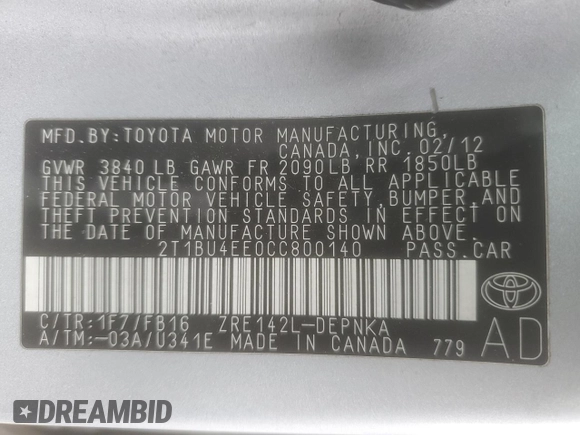 MFD. BY: TOYOTA MOTOR MANUFACTURING,
CANADA, INC. 02/12
GVWR 3840 LB GAWR FR 2090LB RR 1850LB
THIS VEHICLE CONFORMS TO ALL APPLICABLE
FEDERAL MOTOR VEHICLE SAFETY, BUMPER, AND
THEFT PREVENTION STANDARDS IN EFFECT ON
THE DATE OF MANUFACTURE SHOWN ABOVE.
2T1BU4EE0CC800140 PASS.CAR
C/TR: 1F7/FB16 ZRE142L-DEPNKA
A/TM: -03A/U341E MADE IN CANADA 779
AD
DREAMBID